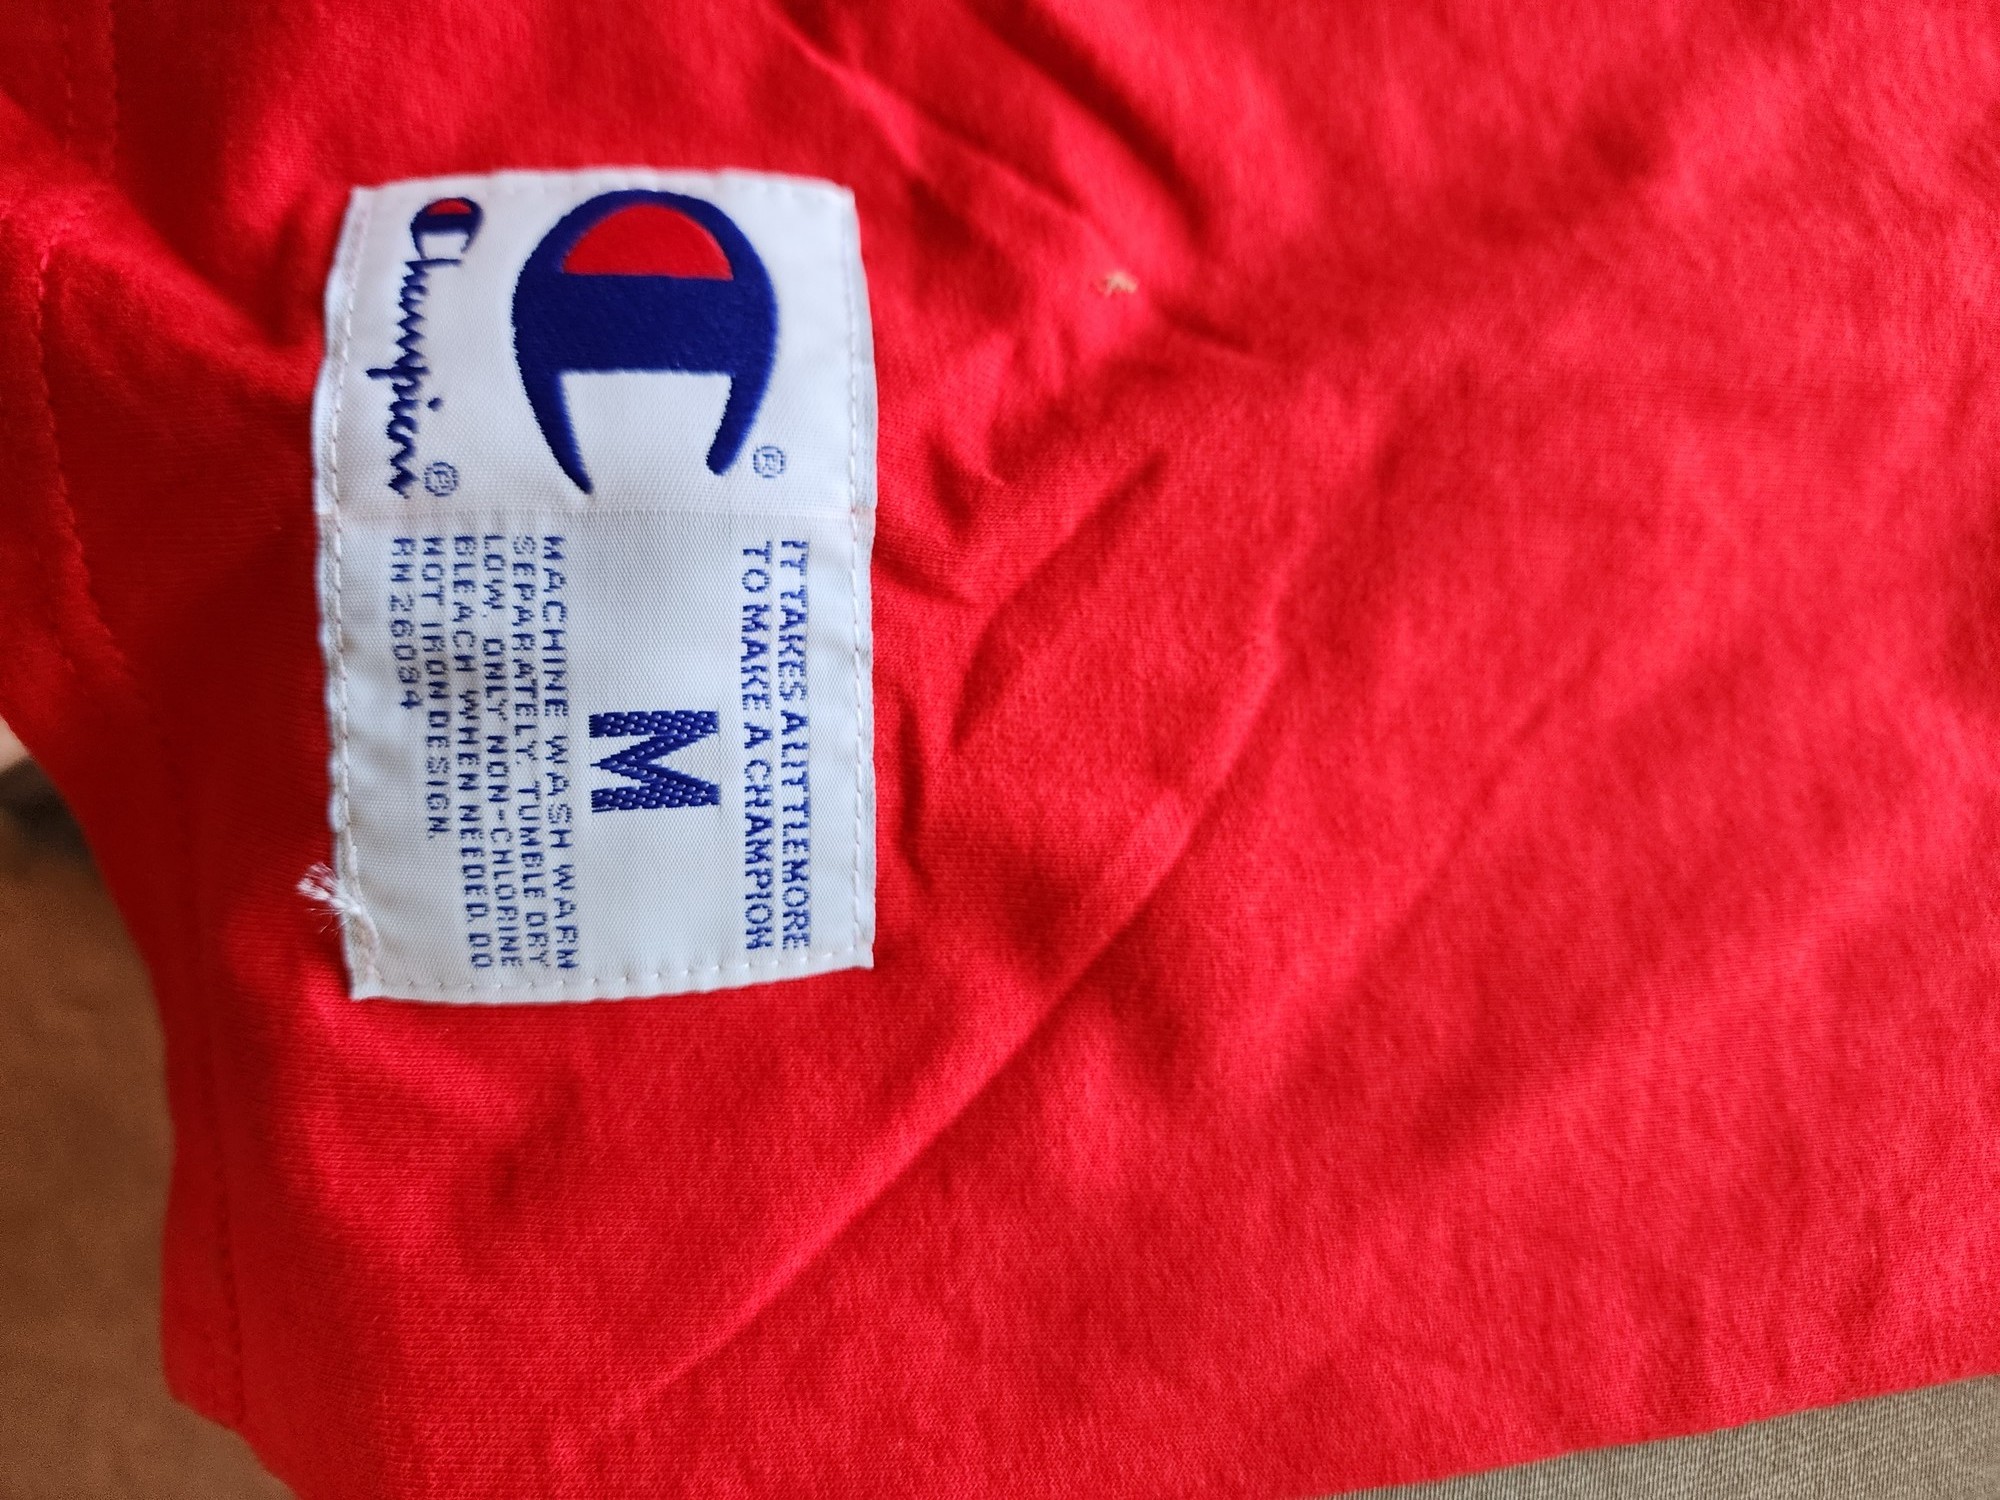 ®
Champion®
IT TAKES A LITTLE MORE
TO MAKE A CHAMPION
M
MACHINE WASH WARM
SEPARATELY. TUMBLE DRY
LOW. ONLY NON-CHLORINE
BLEACH WHEN NEEDED. DO
NOT IRON DESIGN.
RN 26094